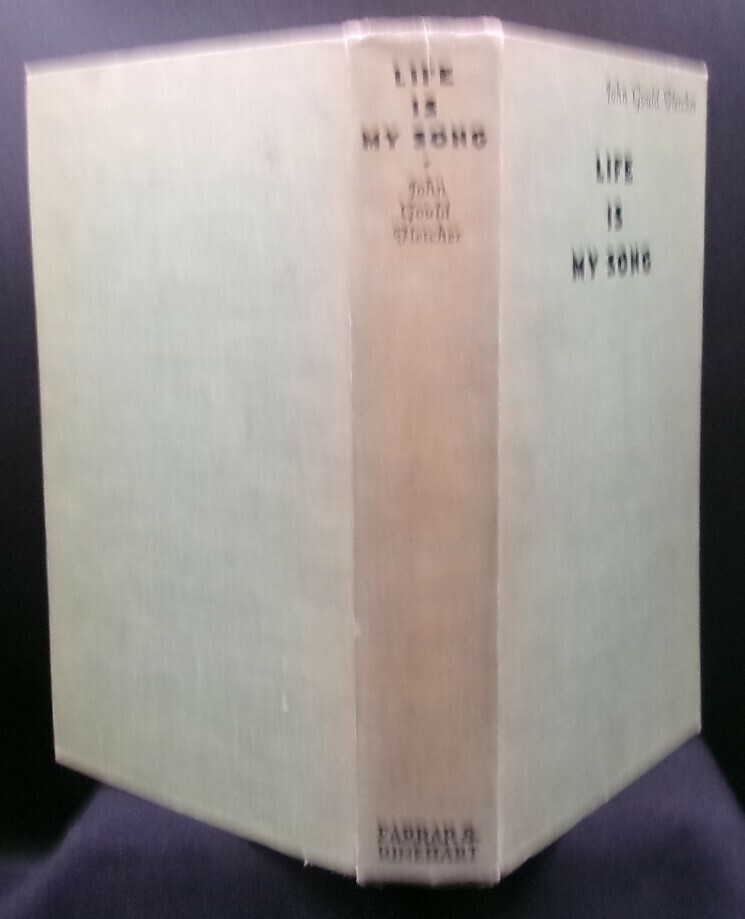 LIFE
IS
MY SONG
John
Gould
Fletcher
FARRAR &
RINEHART
John Gould Fletcher
LIFE
IS
MY SONG